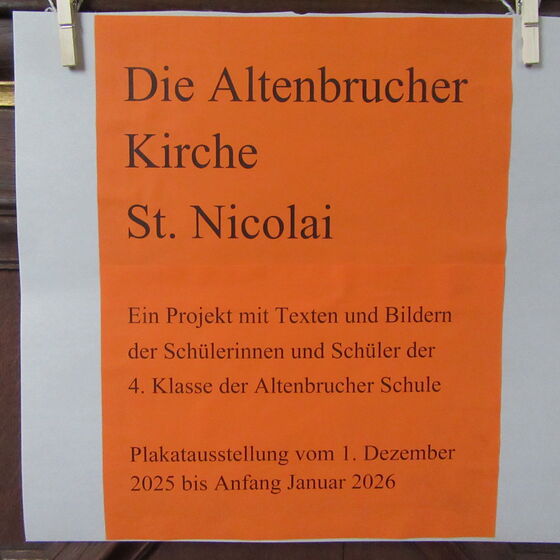 Die Altenbrucher
Kirche
St. Nicolai
Ein Projekt mit Texten und Bildern
der Schülerinnen und Schüler der
4. Klasse der Altenbrucher Schule
Plakatausstellung vom 1. Dezember
2025 bis Anfang Januar 2026